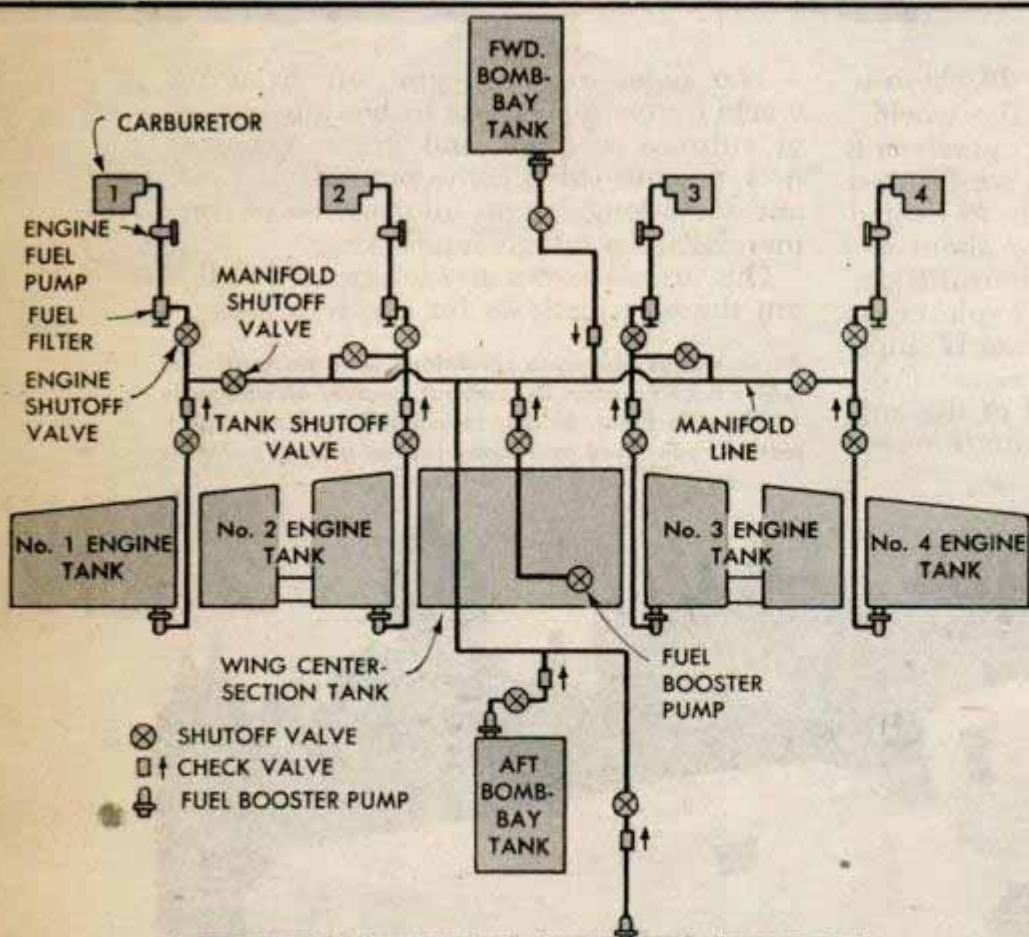 FWD.
BOMB-
BAY
TANK
CARBURETOR
1
2
3
4
ENGINE
FUEL
PUMP
MANIFOLD
SHUTOFF
VALVE
FUEL
FILTER
ENGINE
SHUTOFF
VALVE
TANK SHUTOFF
VALVE
MANIFOLD
LINE
No. 1 ENGINE
TANK
No. 2 ENGINE
TANK
No. 3 ENGINE
TANK
No. 4 ENGINE
TANK
WING CENTER-
SECTION TANK
FUEL
BOOSTER
PUMP
SHUTOFF VALVE
CHECK VALVE
FUEL BOOSTER PUMP
AFT
BOMB-
BAY
TANK